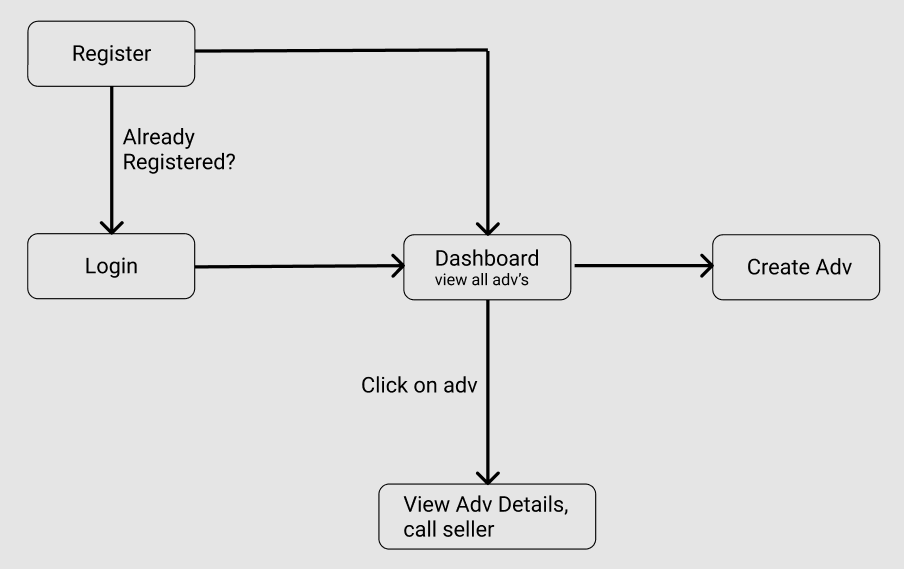 Register
Already
Registered?
Login
Dashboard
view all adv's
Create Adv
Click on adv
View Adv Details,
call seller